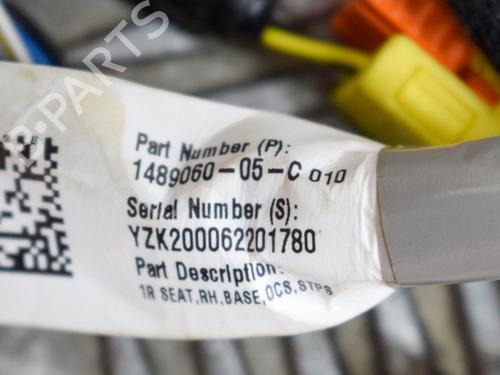 B-PARTS
Part Number (P):
1489060-05-C 010
Serial Number (S):
YZK200062201780
Part Description:
1R SEAT,RH,BASE,OCS,STPS